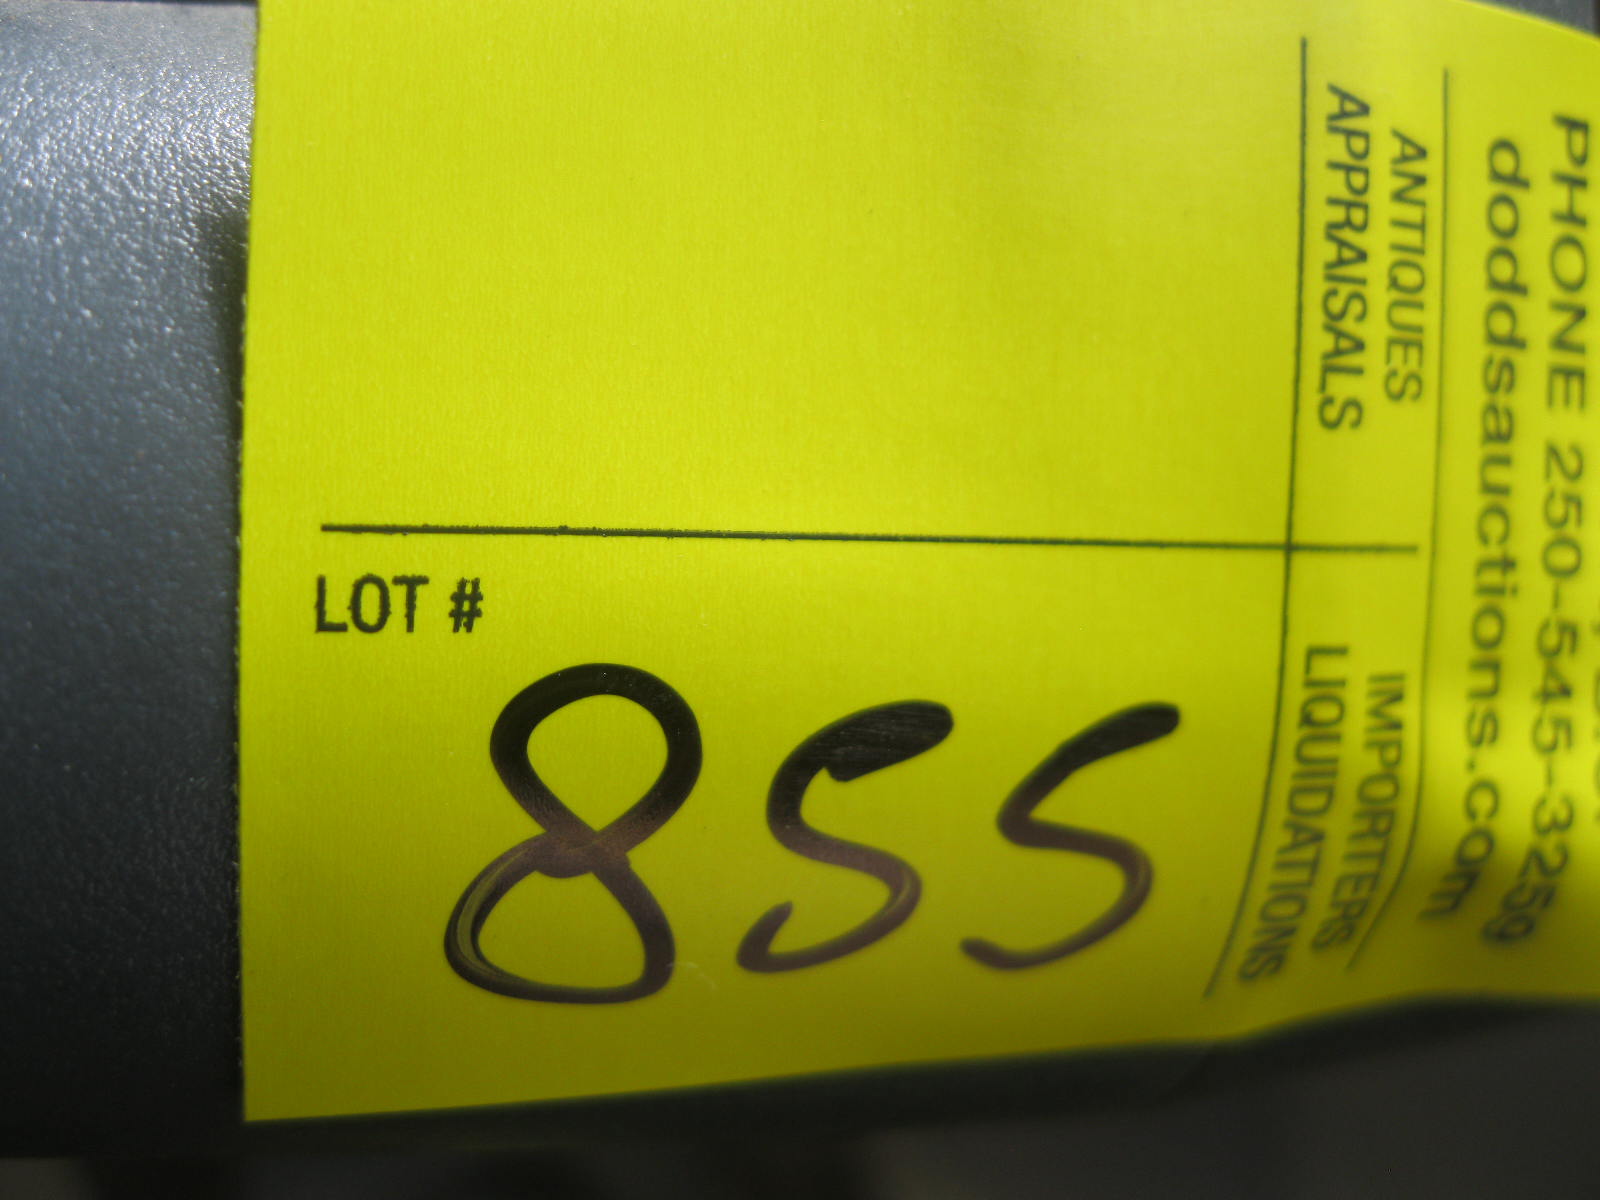 PHONE 250-545-3259
doddsauctions.com
ANTIQUES
APPRAISALS
IMPORTERS
LIQUIDATIONS
LOT #
855